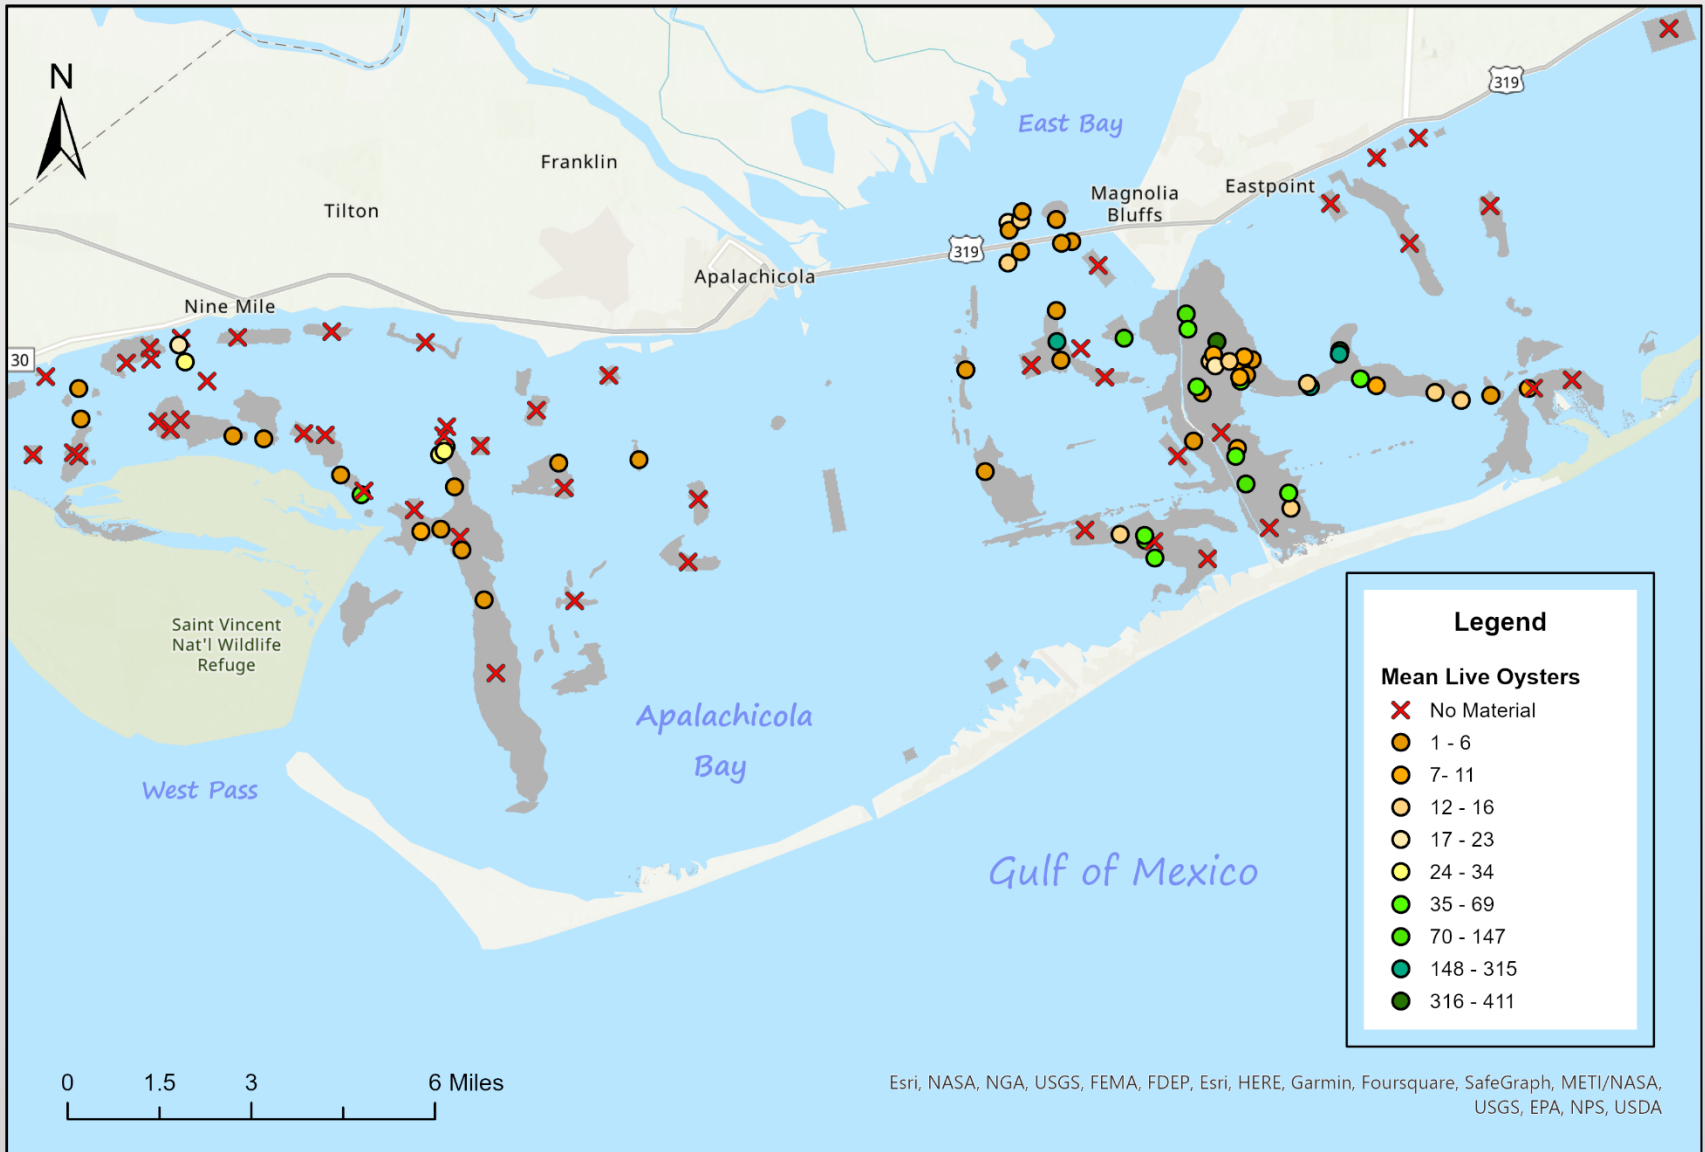 N
East Bay
319
Franklin
Tilton
Magnolia
Bluffs
Eastpoint
319
Apalachicola
Nine Mile
30
Saint Vincent
Nat'l Wildlife
Refuge
Apalachicola
Bay
West Pass
Gulf of Mexico
Legend
Mean Live Oysters
No Material
1 - 6
7- 11
12 - 16
17 - 23
24 - 34
35 - 69
70 - 147
148 - 315
316 - 411
0 1.5 3 6 Miles
Esri, NASA, NGA, USGS, FEMA, FDEP, Esri, HERE, Garmin, Foursquare, SafeGraph, METI/NASA,
USGS, EPA, NPS, USDA